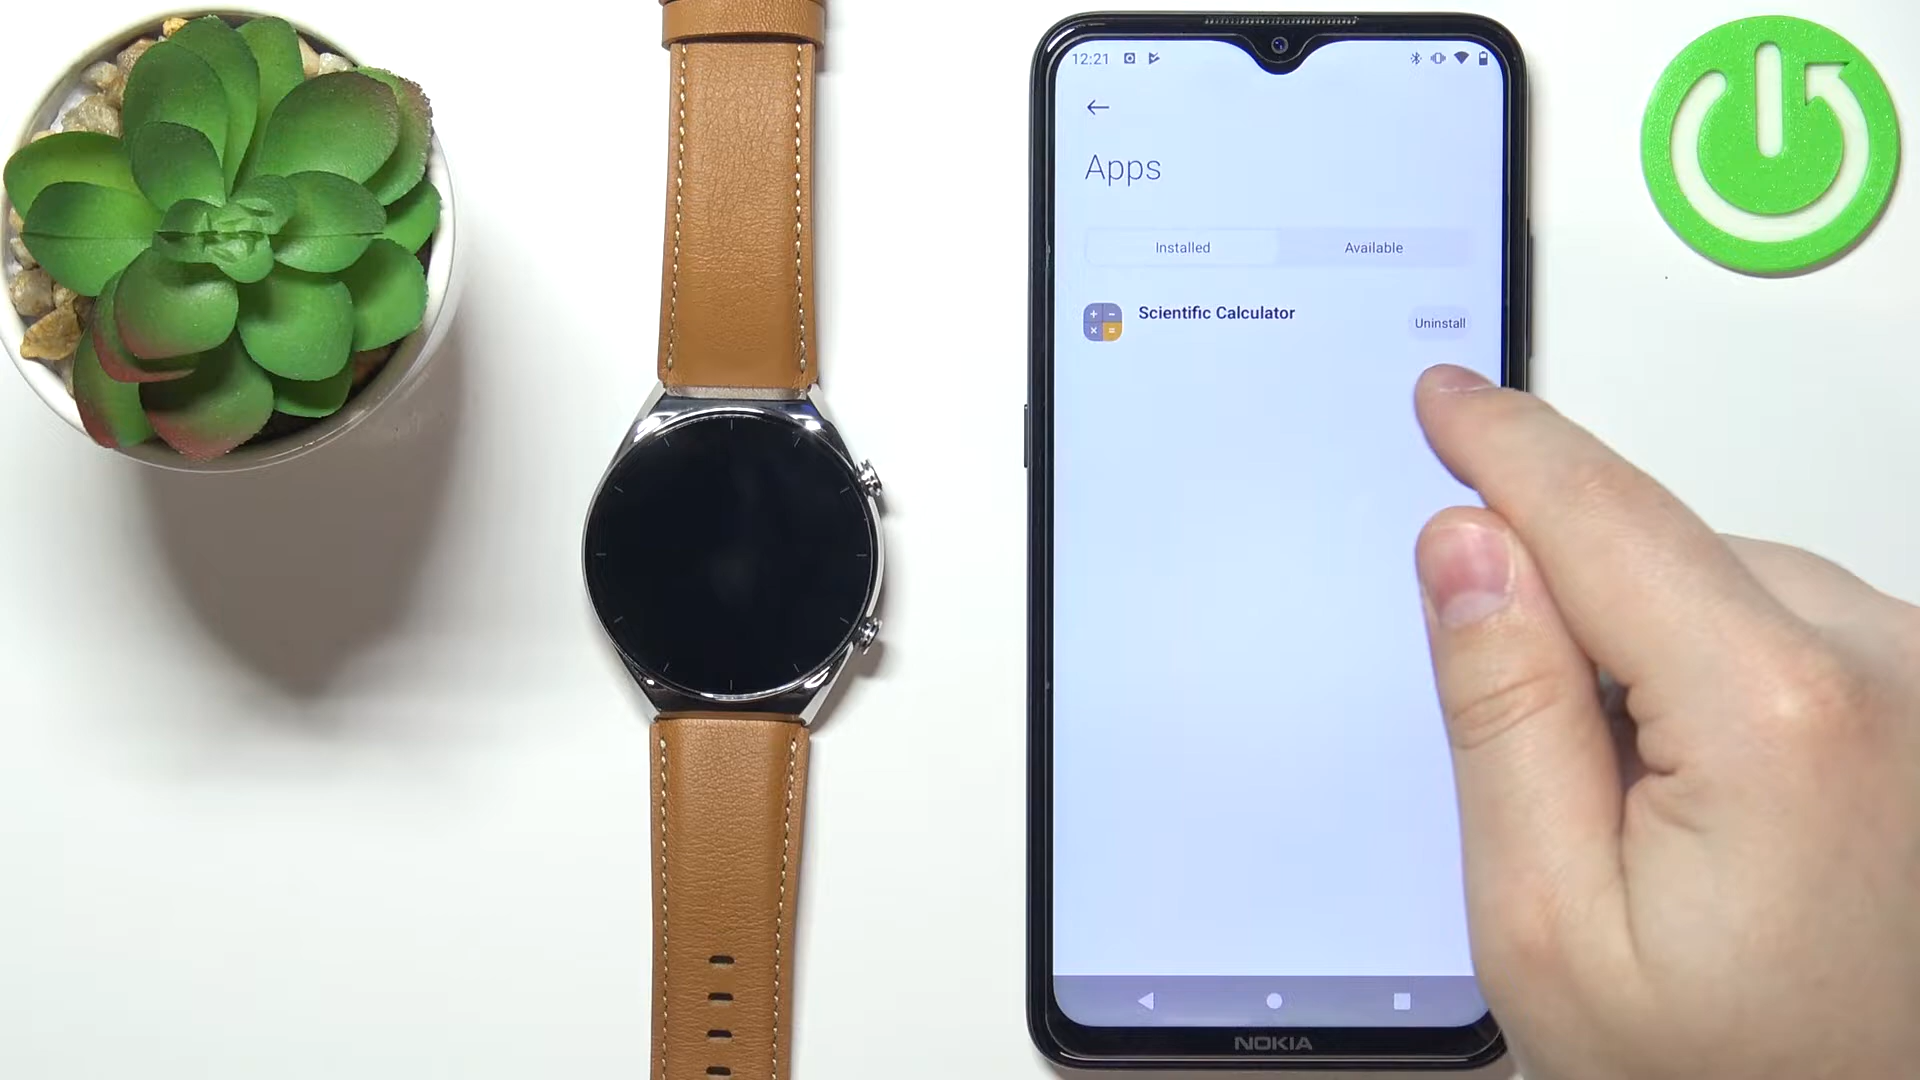 12:21
Apps
Installed
Available
Scientific Calculator
Uninstall
NOKIA